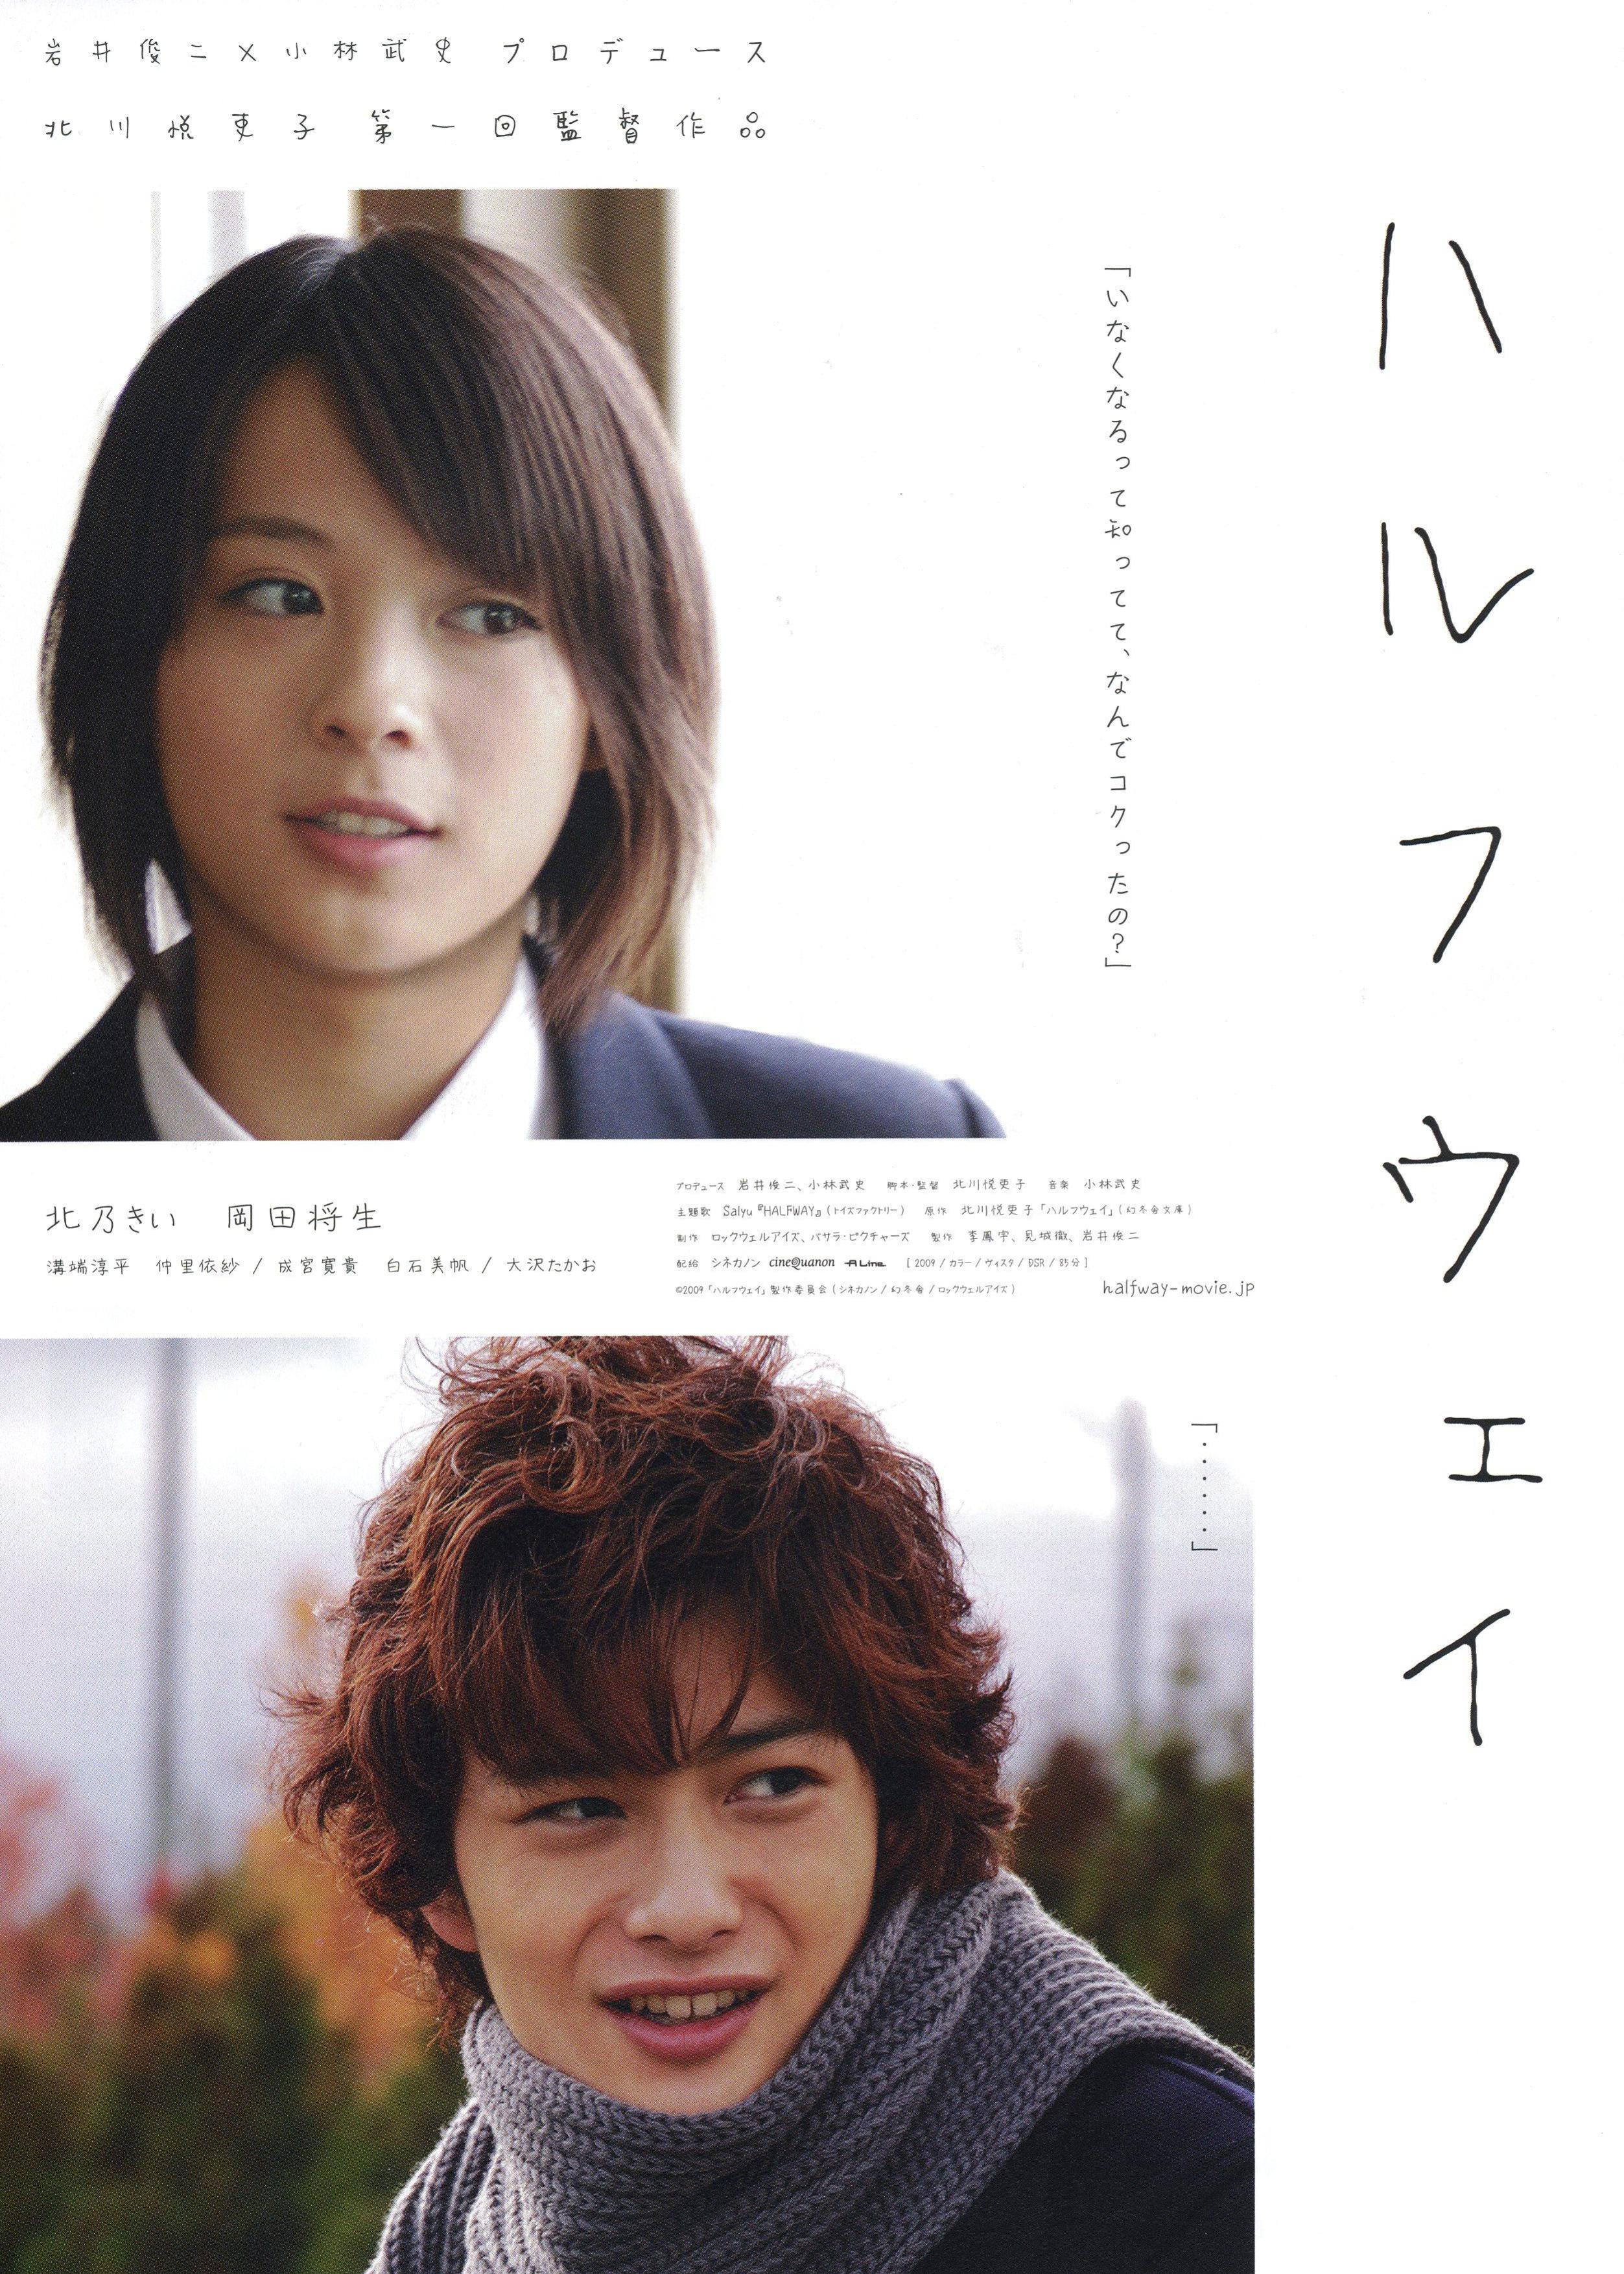 岩井俊二×小林武史 プロデュース
北川悦吏子 第一回監督作品
ハルフウェイ
「いなくなるって知ってて、なんでコクったの?」
北乃きい 岡田将生
溝端淳平 仲里依紗 / 成宮寛貴 白石美帆 / 大沢たかお
プロデュース 岩井俊二、小林武史 脚本・監督 北川悦吏子 音楽 小林武史
主題歌 Salyu『HALFWAY』(トイズファクトリー) 原作 北川悦吏子「ハルフウェイ」(幻冬舎文庫)
制作 ロックウェルアイズ、バサラ・ピクチャーズ 製作 李鳳宇、見城徹、岩井俊二
配給 シネカノン cineQuanon A Line [2009 / カラー / ヴィスタ / DSR / 85分]
©2009「ハルフウェイ」製作委員会(シネカノン / 幻冬舎 / ロックウェルアイズ)
halfway-movie.jp
「・・・・・・」